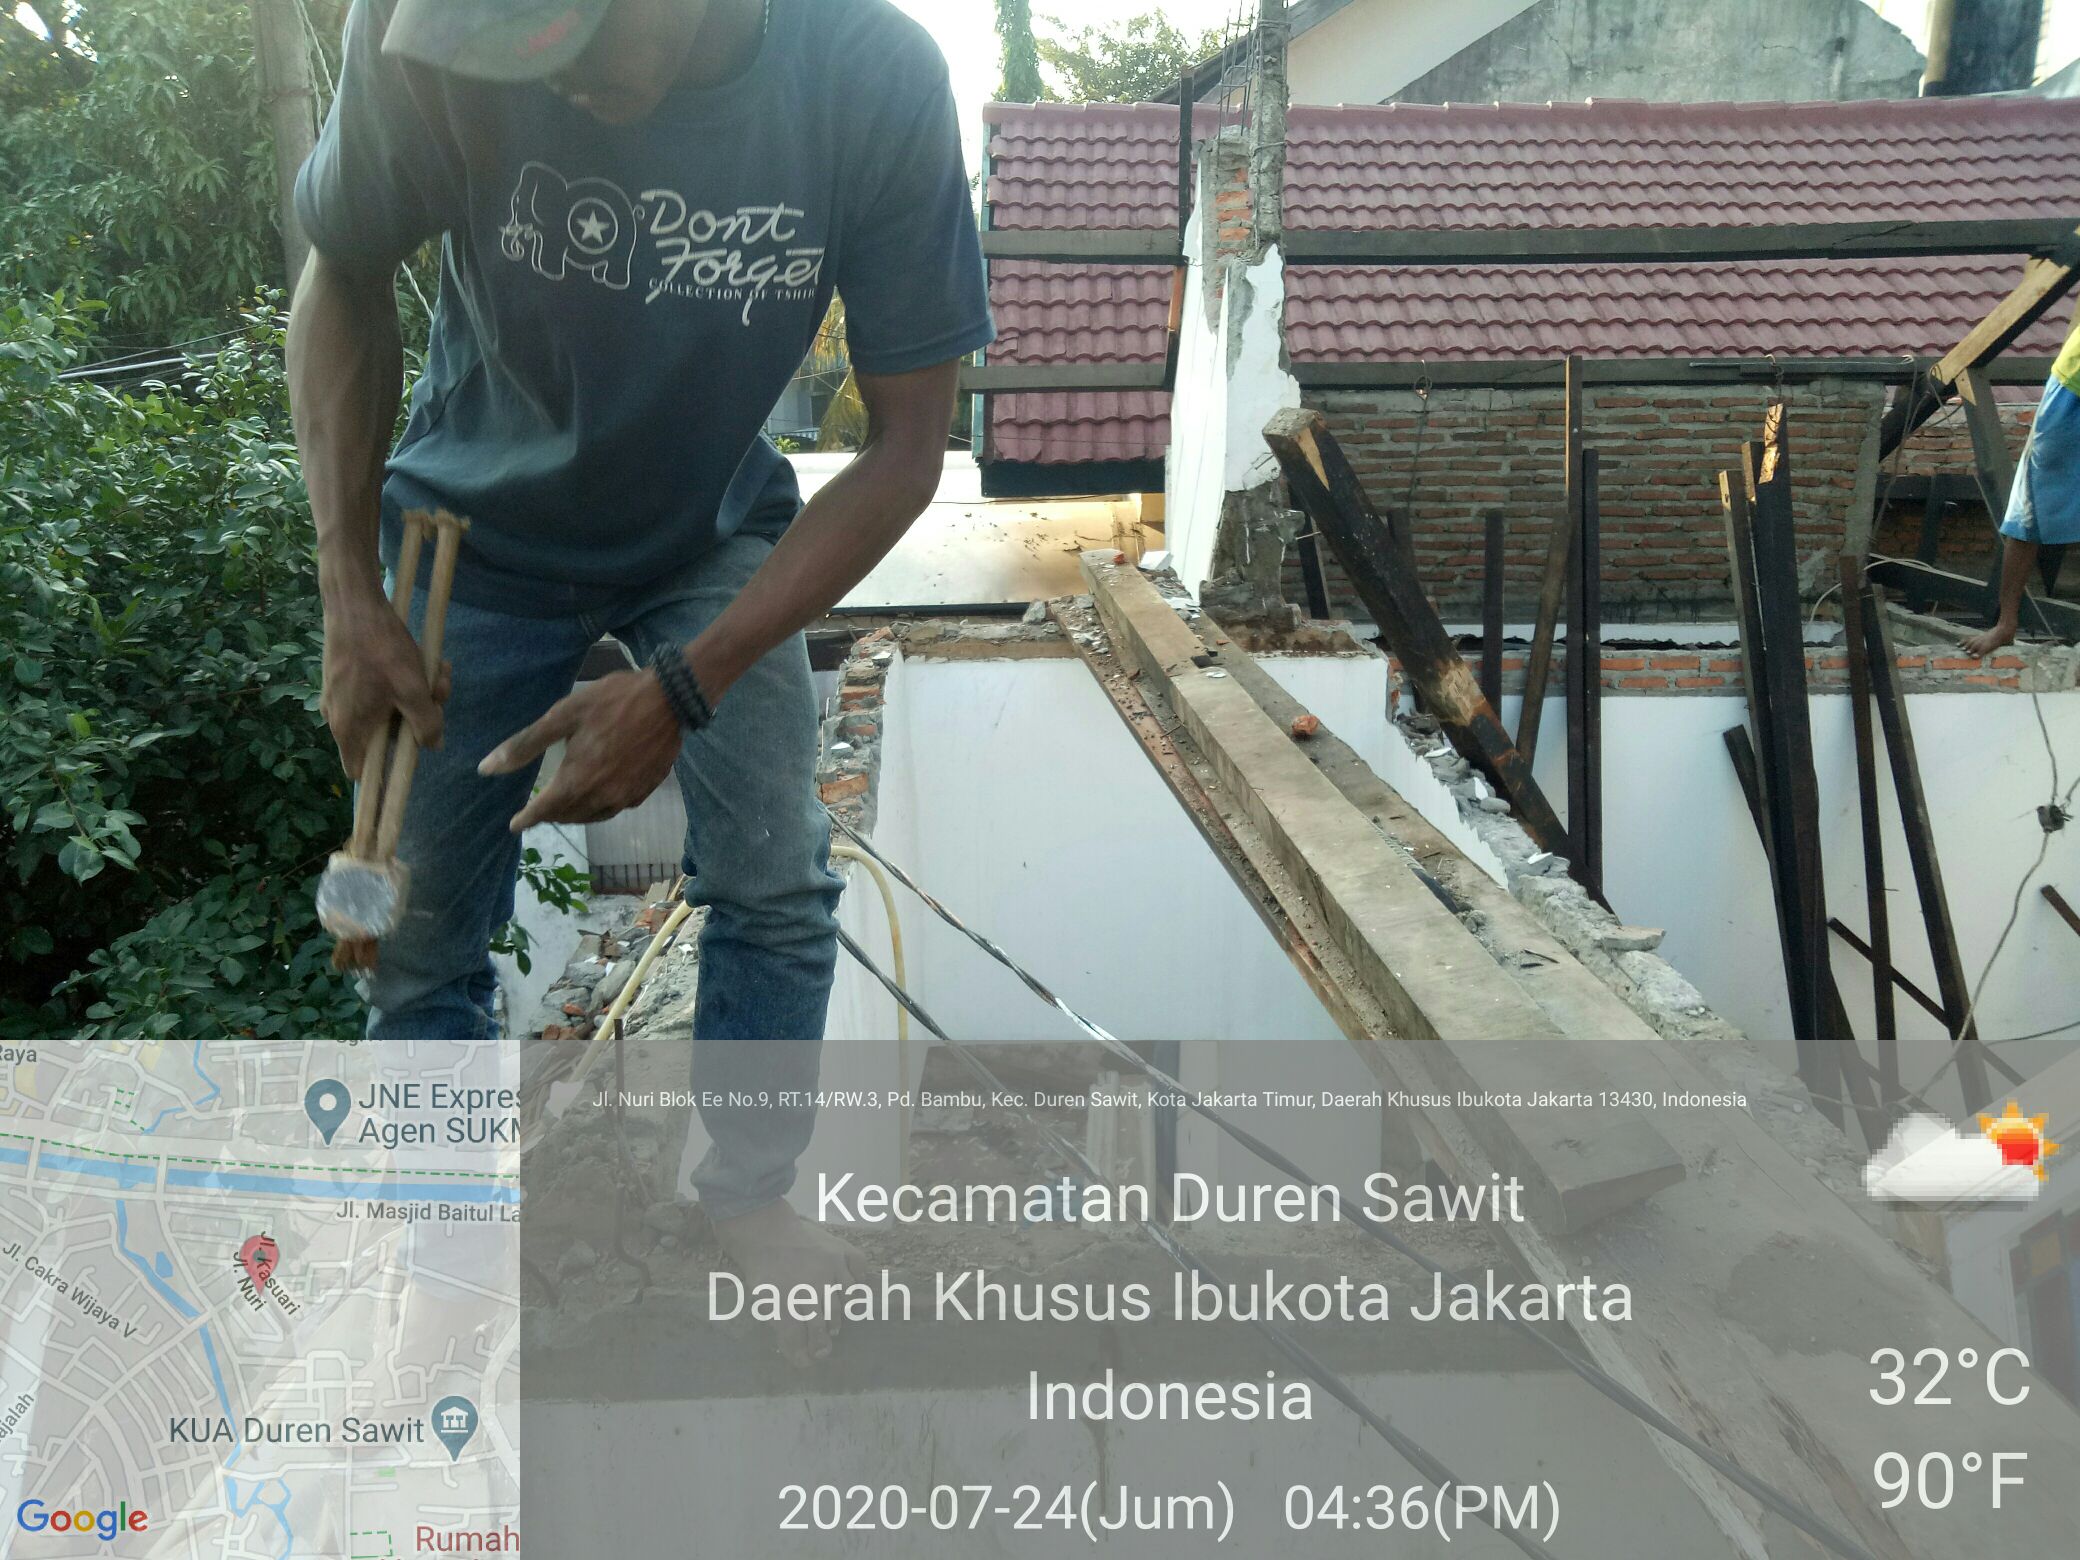 Dont
Forget
COLLECTION OF TSHIR
JNE Expres
Agen SUKM
Jl. Masjid Baitul La
Jl. Cakra Wijaya V
Jl. Kasuari
Jl. Nuri
KUA Duren Sawit
Rumah
Google
Jl. Nuri Blok Ee No.9, RT.14/RW.3, Pd. Bambu, Kec. Duren Sawit, Kota Jakarta Timur, Daerah Khusus Ibukota Jakarta 13430, Indonesia
Kecamatan Duren Sawit
Daerah Khusus Ibukota Jakarta
Indonesia
2020-07-24(Jum) 04:36(PM)
32°C
90°F